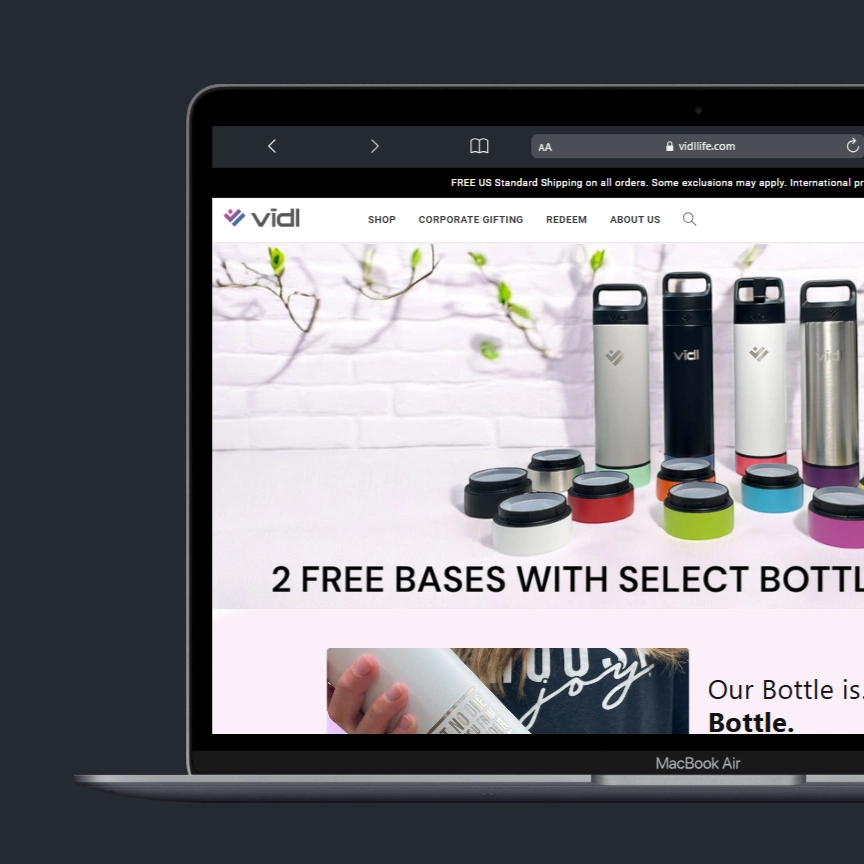 AA
vidllife.com
FREE US Standard Shipping on all orders. Some exclusions may apply. International pr
vidl
SHOP CORPORATE GIFTING REDEEM ABOUT US
vidl
vidl
2 FREE BASES WITH SELECT BOTTL
joy
Our Bottle is.
Bottle.
MacBook Air